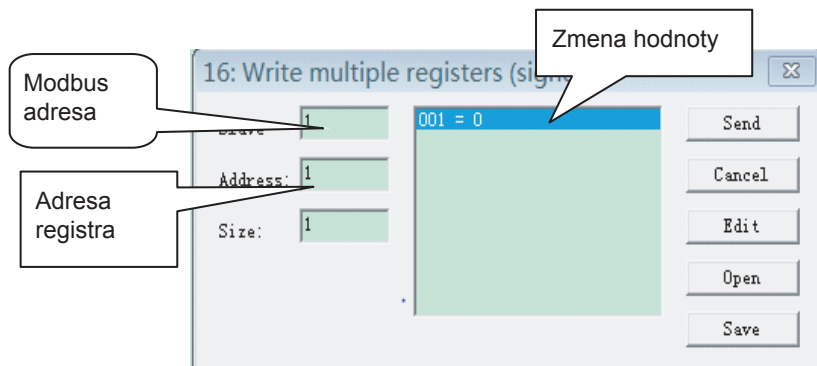 Zmena hodnoty
16: Write multiple registers (sig
Modbus
adresa
1
001 = 0
Send
Address:
1
Cancel
Adresa
registra
Size:
1
Edit
Open
Save